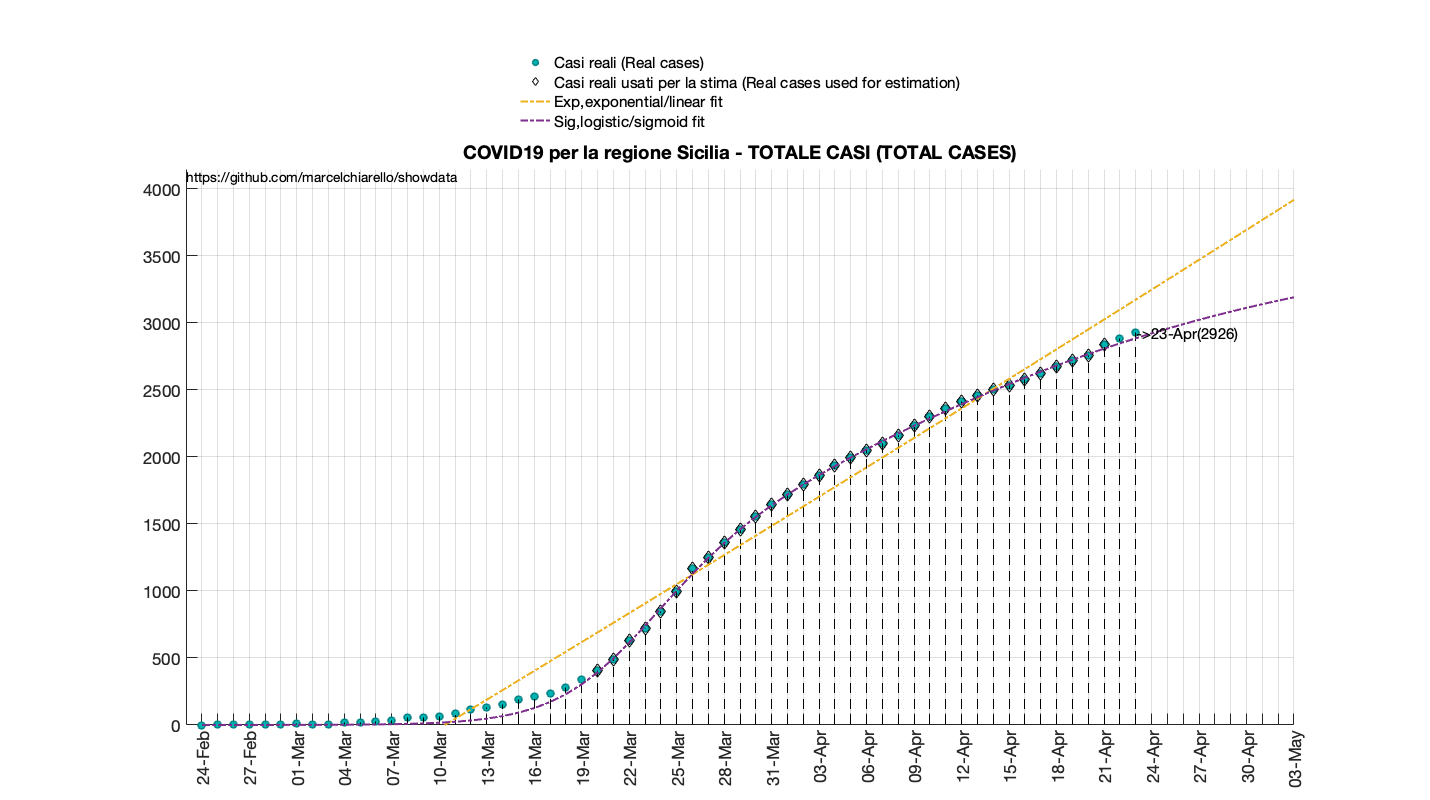 Casi reali (Real cases)
Casi reali usati per la stima (Real cases used for estimation)
Exp,exponential/linear fit
Sig,logistic/sigmoid fit
COVID19 per la regione Sicilia - TOTALE CASI (TOTAL CASES)
https://github.com/marcelchiarello/showdata
4000
3500
3000
2500
2000
1500
1000
500
0
->23-Apr(2926)
24-Feb
27-Feb
01-Mar
04-Mar
07-Mar
10-Mar
13-Mar
16-Mar
19-Mar
22-Mar
25-Mar
28-Mar
31-Mar
03-Apr
06-Apr
09-Apr
12-Apr
15-Apr
18-Apr
21-Apr
24-Apr
27-Apr
30-Apr
03-May